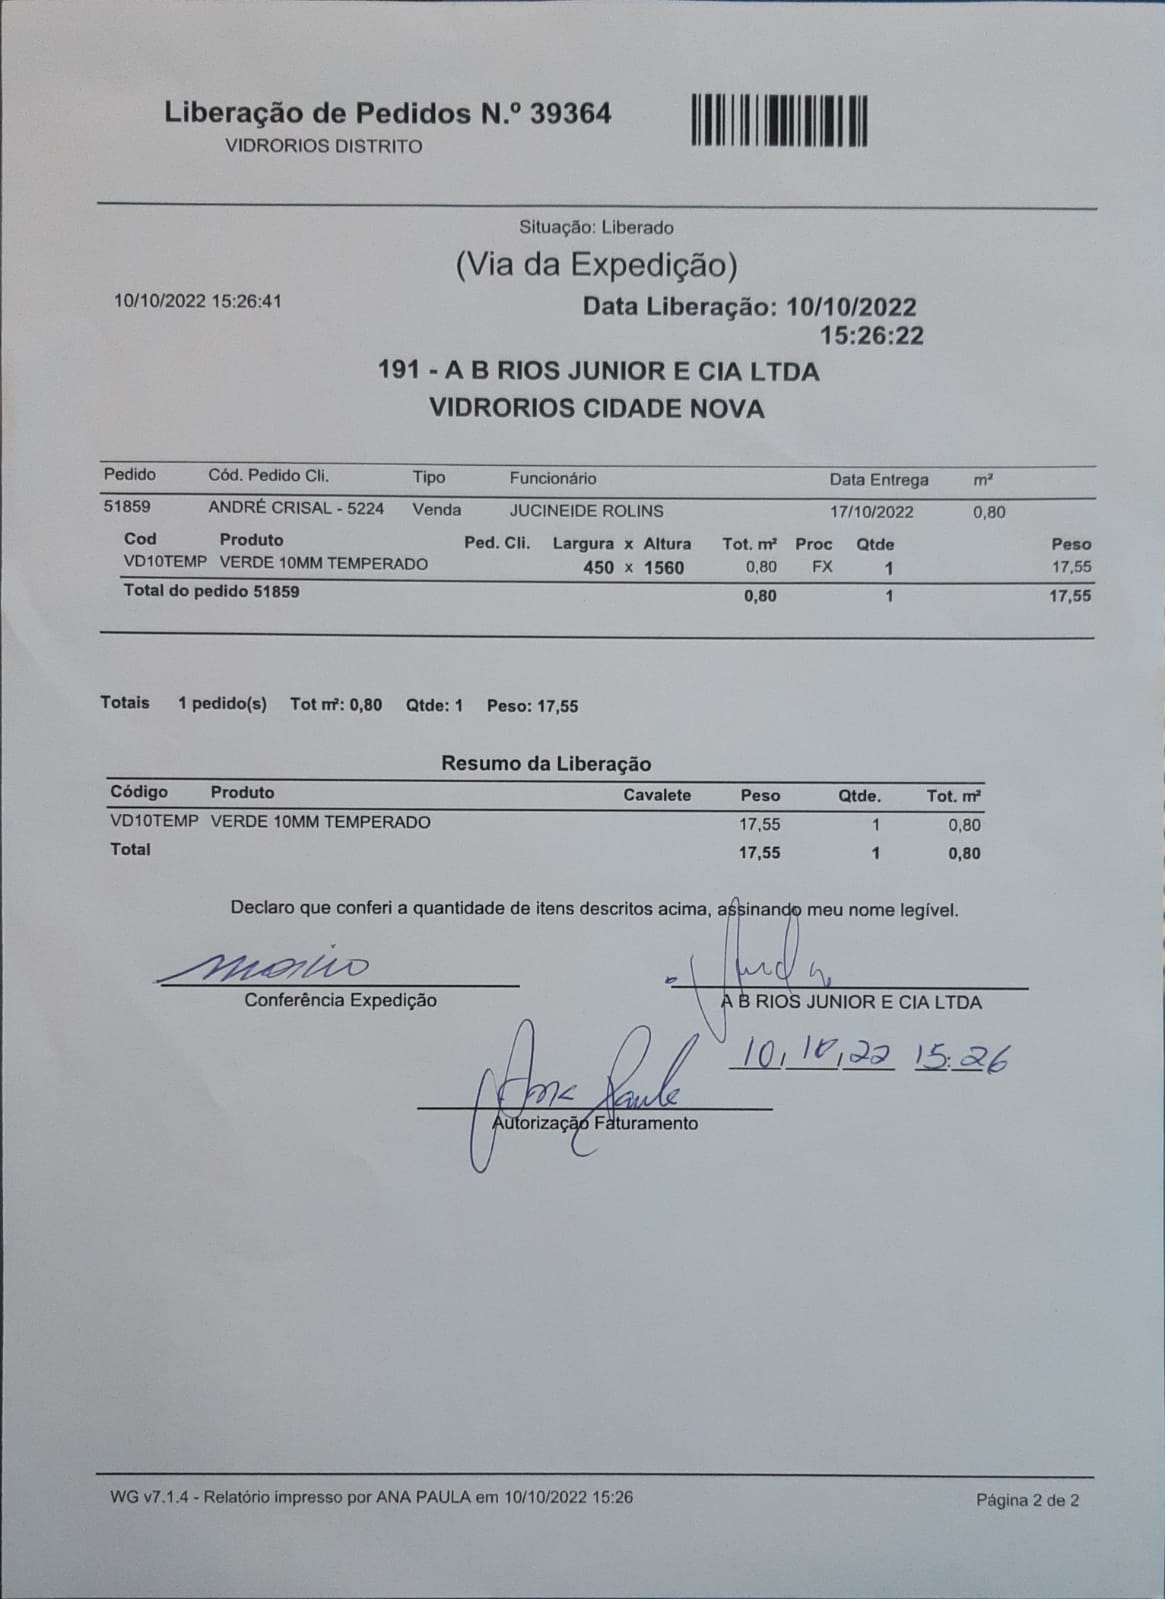 Liberação de Pedidos N.º 39364
VIDRORIOS DISTRITO
Situação: Liberado
(Via da Expedição)
10/10/2022 15:26:41
Data Liberação: 10/10/2022
15:26:22
191 - A B RIOS JUNIOR E CIA LTDA
VIDRORIOS CIDADE NOVA
Pedido Cód. Pedido Cli. Tipo Funcionário Data Entrega m²
51859 ANDRÉ CRISAL - 5224 Venda JUCINEIDE ROLINS 17/10/2022 0,80
Cod Produto Ped. Cli. Largura x Altura Tot. m² Proc Qtde Peso
VD10TEMP VERDE 10MM TEMPERADO 450 x 1560 0,80 FX 1 17,55
Total do pedido 51859 0,80 1 17,55
Totais 1 pedido(s) Tot m²: 0,80 Qtde: 1 Peso: 17,55
Resumo da Liberação
Código Produto Cavalete Peso Qtde. Tot. m²
VD10TEMP VERDE 10MM TEMPERADO 17,55 1 0,80
Total 17,55 1 0,80
Declaro que conferi a quantidade de itens descritos acima, assinando meu nome legível.
Conferência Expedição
A B RIOS JUNIOR E CIA LTDA
10, 10, 22 15:26
Ana Paula
Autorização Faturamento
WG v7.1.4 - Relatório impresso por ANA PAULA em 10/10/2022 15:26
Página 2 de 2